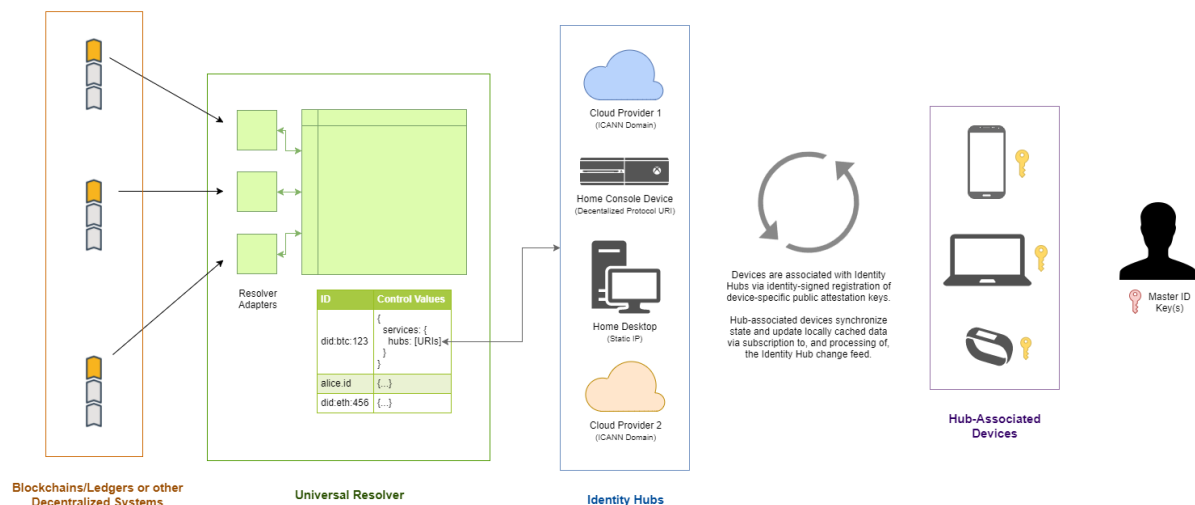 Cloud Provider 1
(ICANN Domain)
Home Console Device
(Decentalized Protocol URI)
Home Desktop
(Static IP)
Cloud Provider 2
(ICANN Domain)
Resolver
Adapters
ID Control Values
did:btc:123
{
services: {
hubs: [URIs]
}
}
alice.id {...}
did:eth:456 {...}
Devices are associated with Identity
Hubs via identity-signed registration of
device-specific public attestation keys.
Hub-associated devices synchronize
state and update locally cached data
via subscription to, and processing of,
the Identity Hub change feed.
Master ID
Key(s)
Hub-Associated
Devices
Blockchains/Ledgers or other
Decentralized Systems
Universal Resolver
Identity Hubs